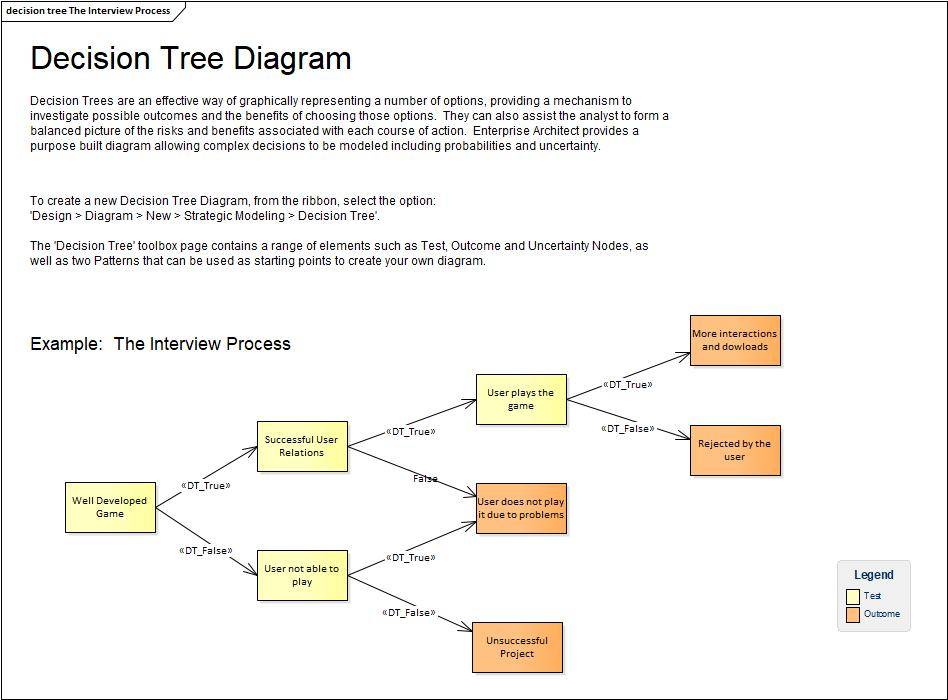 decision tree The Interview Process
Decision Tree Diagram
Decision Trees are an effective way of graphically representing a number of options, providing a mechanism to
investigate possible outcomes and the benefits of choosing those options.  They can also assist the analyst to form a
balanced picture of the risks and benefits associated with each course of action.  Enterprise Architect provides a
purpose built diagram allowing complex decisions to be modeled including probabilities and uncertainty.
To create a new Decision Tree Diagram, from the ribbon, select the option:
'Design > Diagram > New > Strategic Modeling > Decision Tree'.
The 'Decision Tree' toolbox page contains a range of elements such as Test, Outcome and Uncertainty Nodes, as
well as two Patterns that can be used as starting points to create your own diagram.
Example:  The Interview Process
More interactions
and dowloads
«DT_True»
User plays the
game
«DT_False»
Rejected by the
user
«DT_True»
Successful User
Relations
False
«DT_True»
Well Developed
Game
User does not play
it due to problems
«DT_False»
«DT_True»
User not able to
play
«DT_False»
Unsuccessful
Project
Legend
Test
Outcome